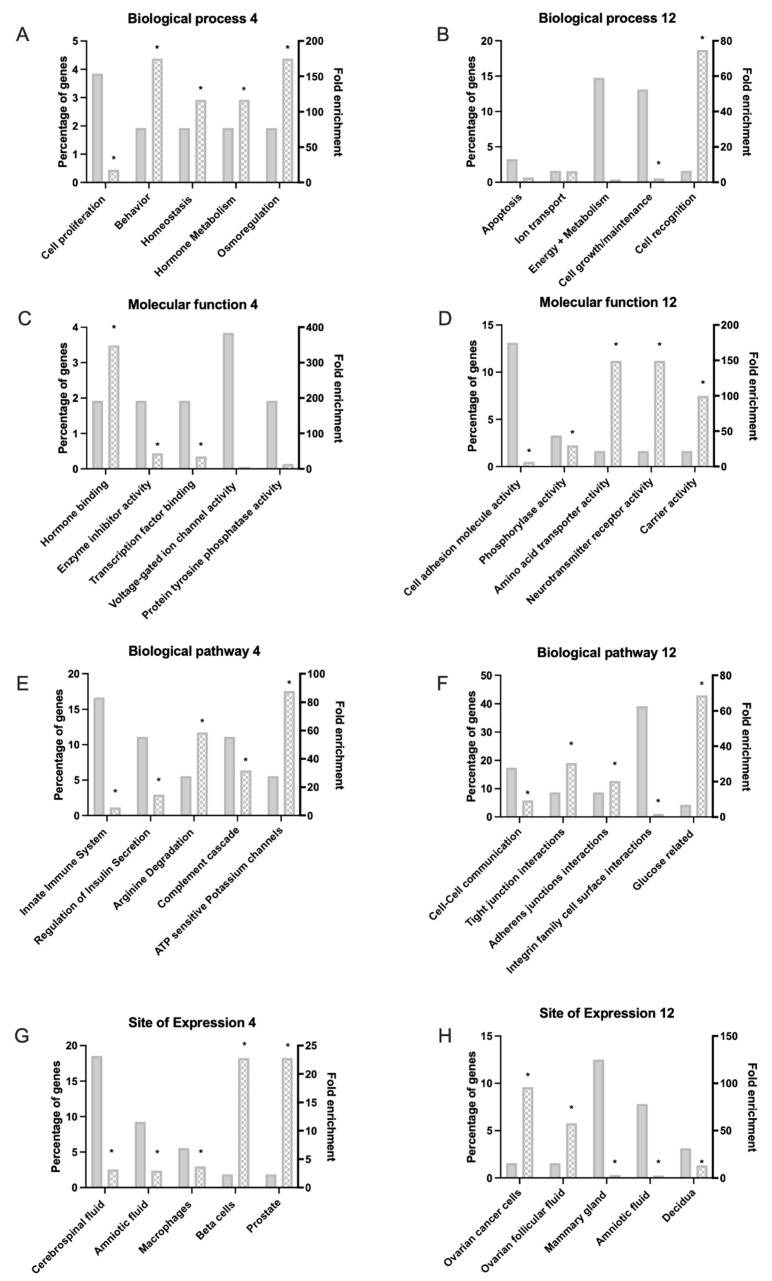 A
Biological process 4
Percentage of genes
5
4
3
2
1
0
200
150
100
50
0
Fold enrichment
*
*
*
*
*
Cell proliferation
Behavior
Homeostasis
Hormone Metabolism
Osmoregulation
B
Biological process 12
Percentage of genes
20
15
10
5
0
80
60
40
20
0
Fold enrichment
*
*
Apoptosis
Ion transport
Energy + Metabolism
Cell growth/maintenance
Cell recognition
C
Molecular function 4
Percentage of genes
4
3
2
1
0
400
300
200
100
0
Fold enrichment
*
*
*
Hormone binding
Enzyme inhibitor activity
Transcription factor binding
Voltage-gated ion channel activity
Protein tyrosine phosphatase activity
D
Molecular function 12
Percentage of genes
15
10
5
0
200
150
100
50
0
Fold enrichment
*
*
*
*
*
Cell adhesion molecule activity
Phosphorylase activity
Amino acid transporter activity
Neurotransmitter receptor activity
Carrier activity
E
Biological pathway 4
Percentage of genes
20
15
10
5
0
100
80
60
40
20
0
Fold enrichment
*
*
*
*
*
Innate Immune System
Regulation of Insulin Secretion
Arginine Degradation
Complement cascade
ATP sensitive Potassium channels
F
Biological pathway 12
Percentage of genes
50
40
30
20
10
0
80
60
40
20
0
Fold enrichment
*
*
*
*
*
Cell-Cell communication
Tight junction interactions
Adherens junctions interactions
Integrin family cell surface interactions
Glucose related
G
Site of Expression 4
Percentage of genes
20
15
10
5
0
25
20
15
10
5
0
Fold enrichment
*
*
*
*
*
Cerebrospinal fluid
Amniotic fluid
Macrophages
Beta cells
Prostate
H
Site of Expression 12
Percentage of genes
15
10
5
0
150
100
50
0
Fold enrichment
*
*
*
*
*
Ovarian cancer cells
Ovarian follicular fluid
Mammary gland
Amniotic fluid
Decidua